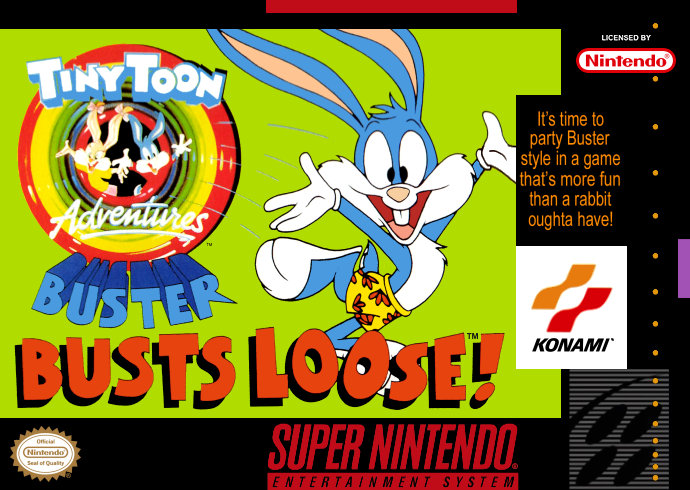 LICENSED BY
Nintendo®
TINY TOON
Adventures™
BUSTER
BUSTS LOOSE!™
It's time to
party Buster
style in a game
that's more fun
than a rabbit
oughta have!
KONAMI®
Official
Nintendo
Seal of Quality
SUPER NINTENDO®
ENTERTAINMENT SYSTEM